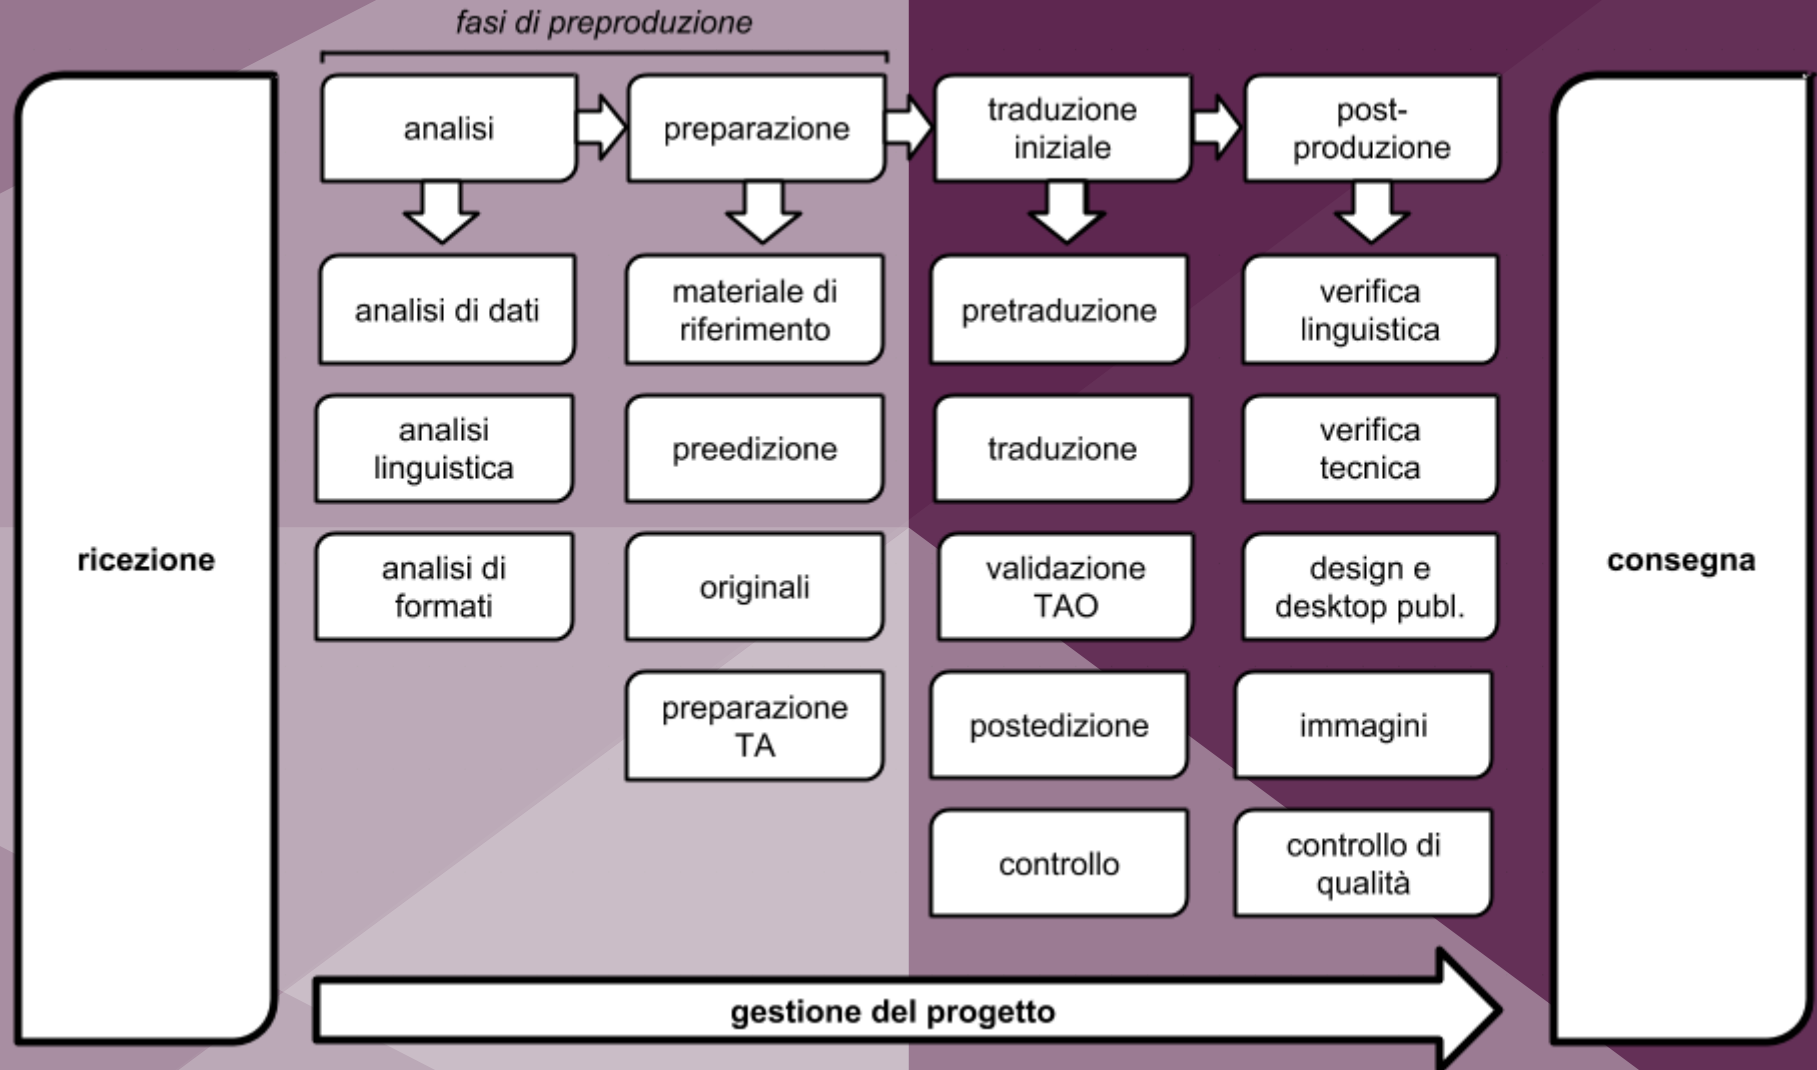 fasi di preproduzione
analisi
preparazione
traduzione
iniziale
post-
produzione
analisi di dati
materiale di
riferimento
pretraduzione
verifica
linguistica
analisi
linguistica
preedizione
traduzione
verifica
tecnica
ricezione
analisi di
formati
originali
validazione
TAO
design e
desktop publ.
consegna
preparazione
TA
postedizione
immagini
controllo
controllo di
qualità
gestione del progetto